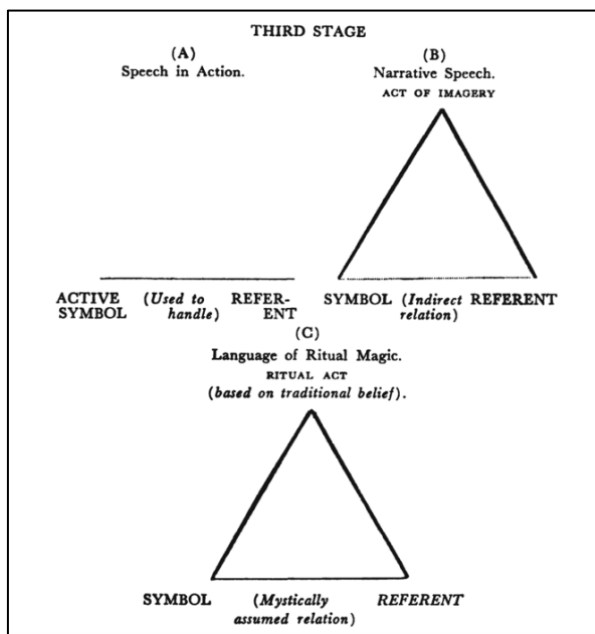 THIRD STAGE
(A)
Speech in Action.
(B)
Narrative Speech.
ACT OF IMAGERY
ACTIVE SYMBOL
(Used to handle)
REFER-
ENT
SYMBOL (Indirect relation) REFERENT
(C)
Language of Ritual Magic.
RITUAL ACT
(based on traditional belief).
SYMBOL
(Mystically assumed relation)
REFERENT